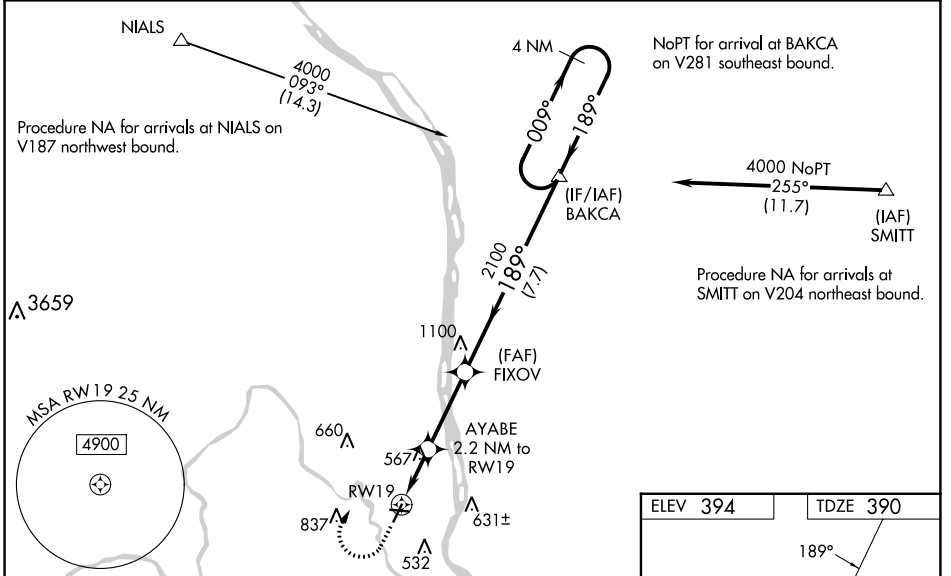 NIALS
4000
093°
(14.3)
Procedure NA for arrivals at NIALS on
V187 northwest bound.
4 NM
009°
189°
NoPT for arrival at BAKCA
on V281 southeast bound.
4000 NoPT
255°
(11.7)
(IAF)
SMITT
(IF/IAF)
BAKCA
Procedure NA for arrivals at
SMITT on V204 northeast bound.
2100
189°
(7.7)
3659
1100
(FAF)
FIXOV
MSA RW19 25 NM
4900
660
567
AYABE
2.2 NM to
RW19
RW19
837
631±
532
ELEV 394
TDZE 390
189°